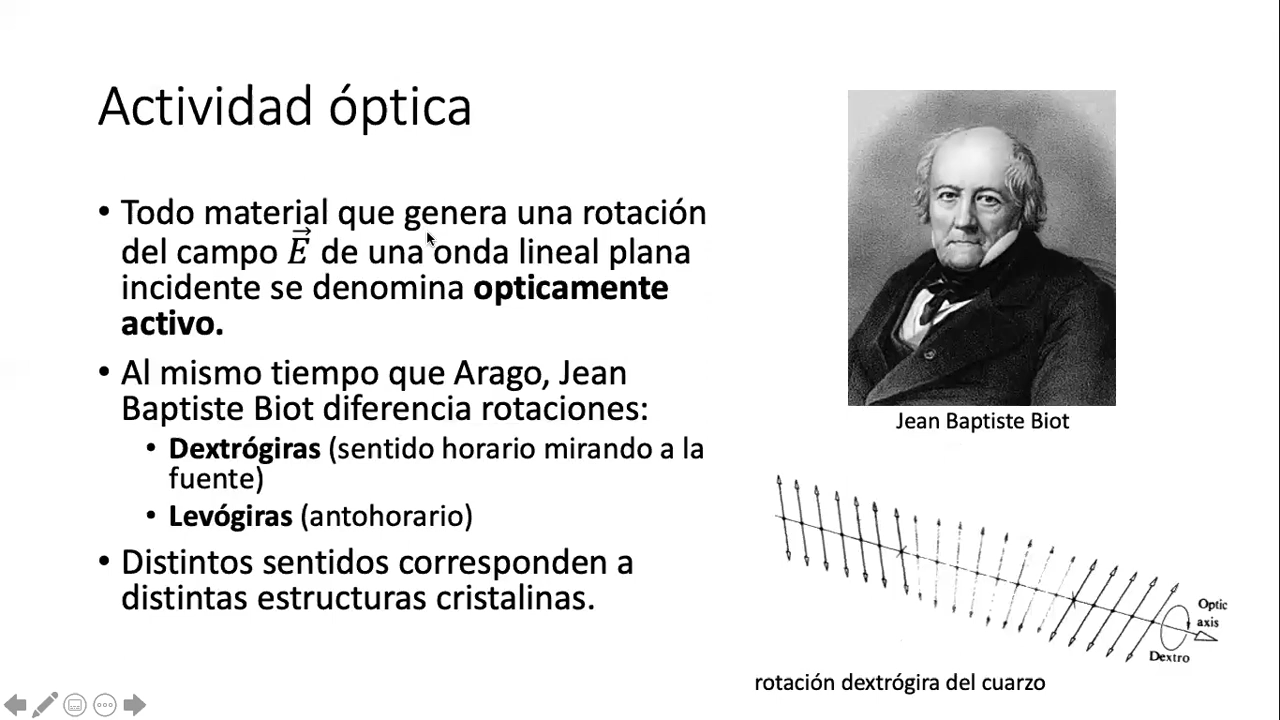 Actividad óptica
• Todo material que genera una rotación
del campo E⃗ de una onda lineal plana
incidente se denomina opticamente
activo.
• Al mismo tiempo que Arago, Jean
Baptiste Biot diferencia rotaciones:
• Dextrógiras (sentido horario mirando a la
fuente)
• Levógiras (antohorario)
• Distintos sentidos corresponden a
distintas estructuras cristalinas.
Jean Baptiste Biot
Optic
axis
Dextro
rotación dextrógira del cuarzo